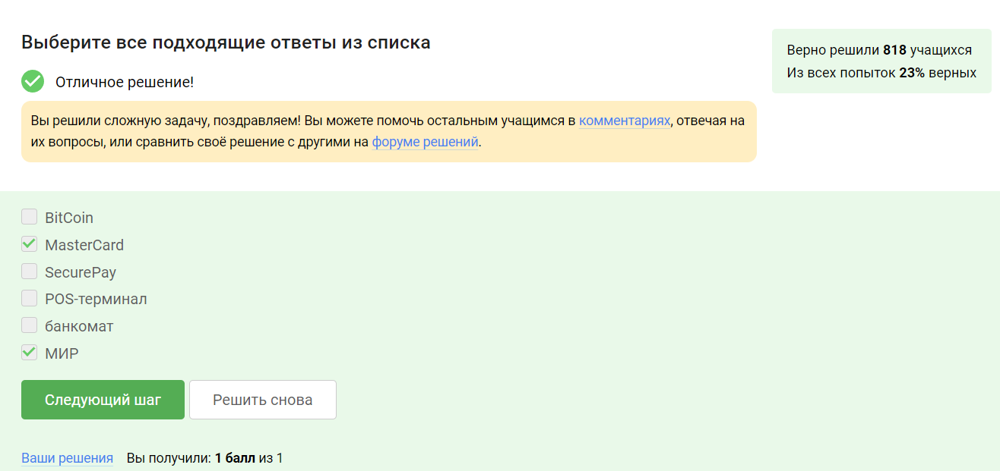 Выберите все подходящие ответы из списка
Отличное решение!
Вы решили сложную задачу, поздравляем! Вы можете помочь остальным учащимся в комментариях, отвечая на
их вопросы, или сравнить своё решение с другими на форуме решений.
Верно решили 818 учащихся
Из всех попыток 23% верных
BitCoin
MasterCard
SecurePay
POS-терминал
банкомат
МИР
Следующий шаг
Решить снова
Ваши решения Вы получили: 1 балл из 1